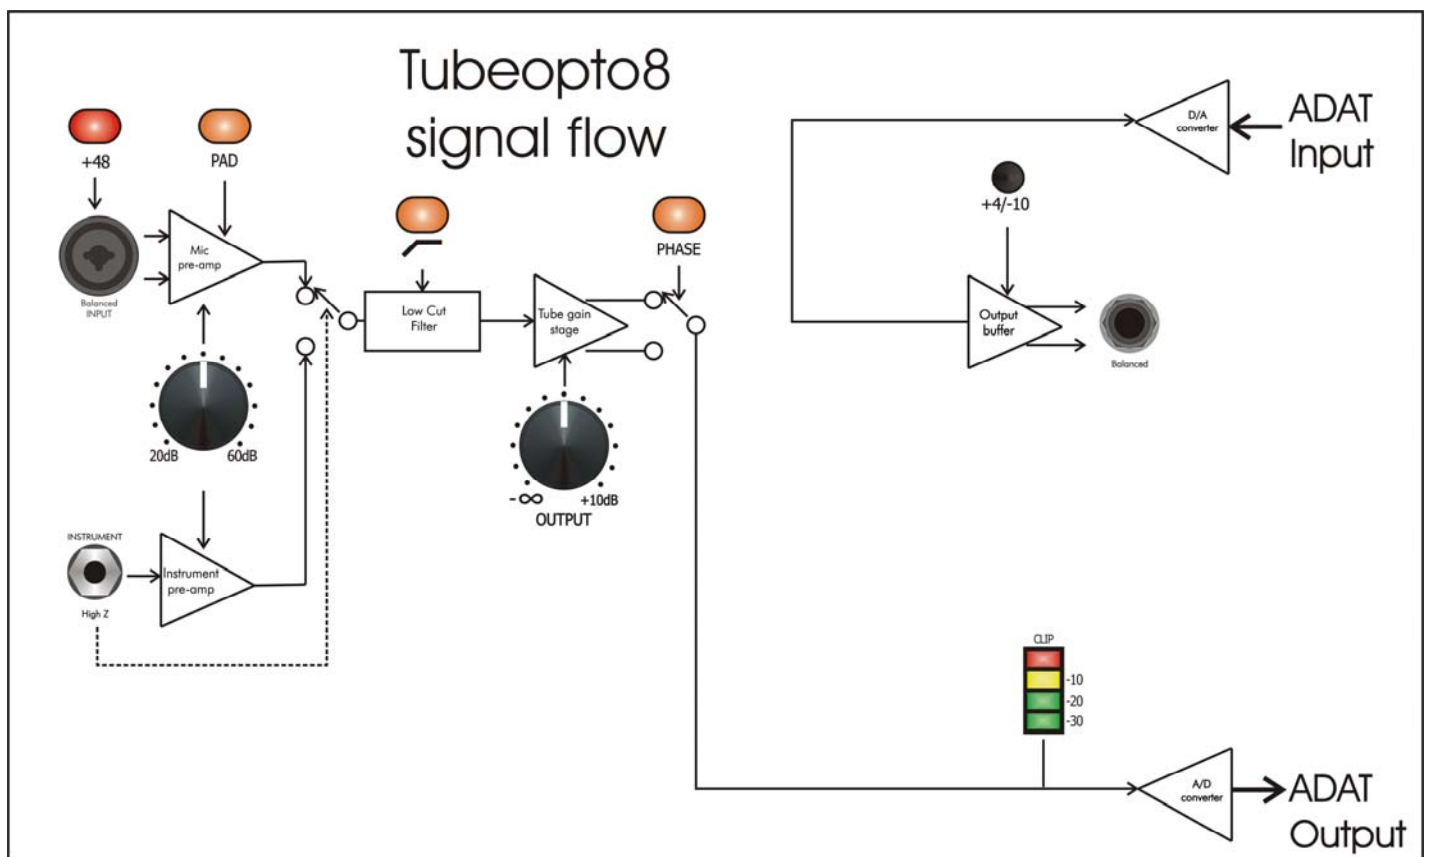 Tubeopto8
signal flow
+48
PAD
Balanced
INPUT
Mic
pre-amp
20dB
60dB
INSTRUMENT
High Z
Instrument
pre-amp
Low Cut
Filter
Tube gain
stage
- ∞
+10dB
OUTPUT
PHASE
D/A
converter
ADAT
Input
+4/-10
Output
buffer
Balanced
CLIP
-10
-20
-30
A/D
converter
ADAT
Output